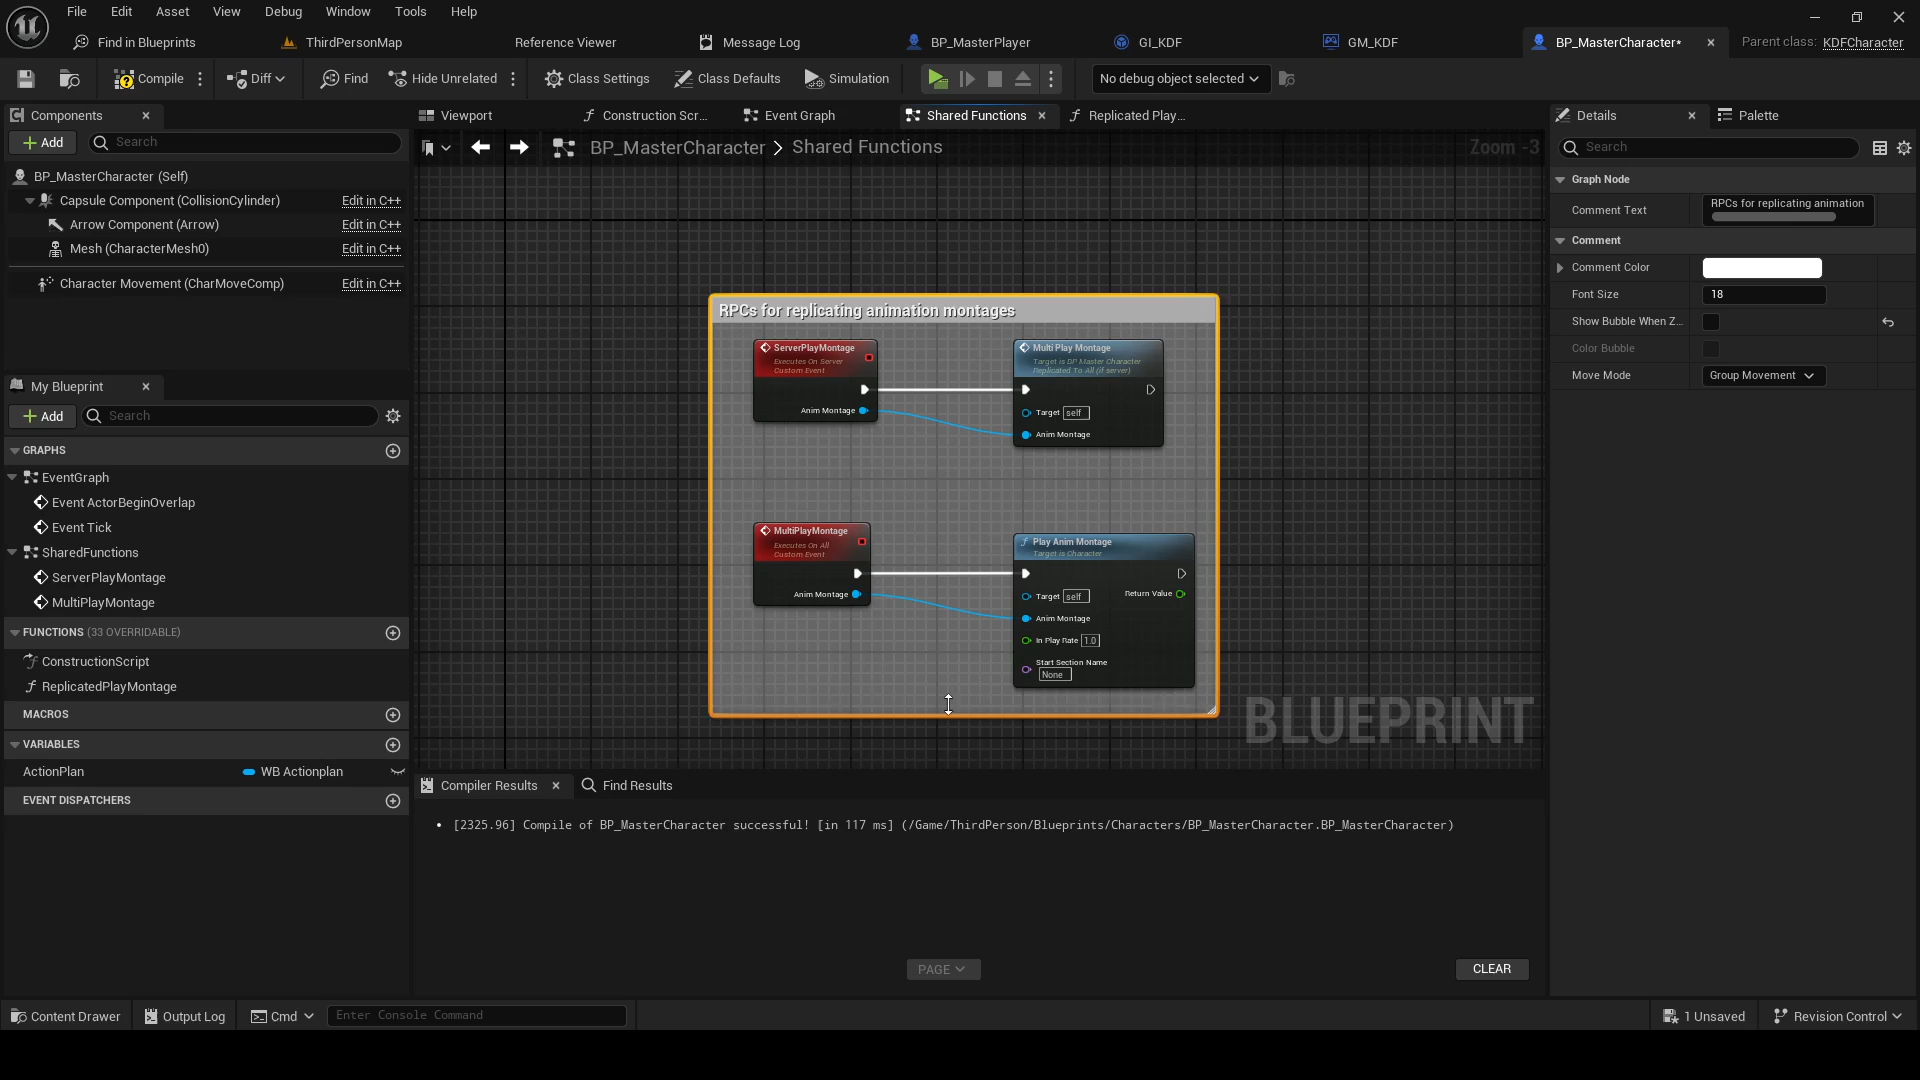 File Edit Asset View Debug Window Tools Help
Find in Blueprints ThirdPersonMap Reference Viewer Message Log BP_MasterPlayer GI_KDF GM_KDF BP_MasterCharacter* Parent class: KDFCharacter
Compile Diff Find Hide Unrelated Class Settings Class Defaults Simulation No debug object selected
Components
Add Search
BP_MasterCharacter (Self)
Capsule Component (CollisionCylinder) Edit in C++
Arrow Component (Arrow) Edit in C++
Mesh (CharacterMesh0) Edit in C++
Character Movement (CharMoveComp) Edit in C++
My Blueprint
Add Search
GRAPHS
EventGraph
Event ActorBeginOverlap
Event Tick
SharedFunctions
ServerPlayMontage
MultiPlayMontage
FUNCTIONS (33 OVERRIDABLE)
ConstructionScript
ReplicatedPlayMontage
MACROS
VARIABLES
ActionPlan WB Actionplan
EVENT DISPATCHERS
Viewport Construction Scr... Event Graph Shared Functions Replicated Play...
BP_MasterCharacter > Shared Functions Zoom -3
RPCs for replicating animation montages
ServerPlayMontage
Executes On Server
Custom Event
Anim Montage
Multi Play Montage
Target is BP Master Character
Replicated To All (if server)
Target self
Anim Montage
MultiPlayMontage
Executes On All
Custom Event
Anim Montage
Play Anim Montage
Target is Character
Target self
Return Value
Anim Montage
In Play Rate 1.0
Start Section Name
None
BLUEPRINT
Compiler Results Find Results
• [2325.96] Compile of BP_MasterCharacter successful! [in 117 ms] (/Game/ThirdPerson/Blueprints/Characters/BP_MasterCharacter.BP_MasterCharacter)
PAGE CLEAR
Details Palette
Search
Graph Node
Comment Text RPCs for replicating animation
Comment
Comment Color
Font Size 18
Show Bubble When Z...
Color Bubble
Move Mode Group Movement
Content Drawer Output Log Cmd Enter Console Command 1 Unsaved Revision Control